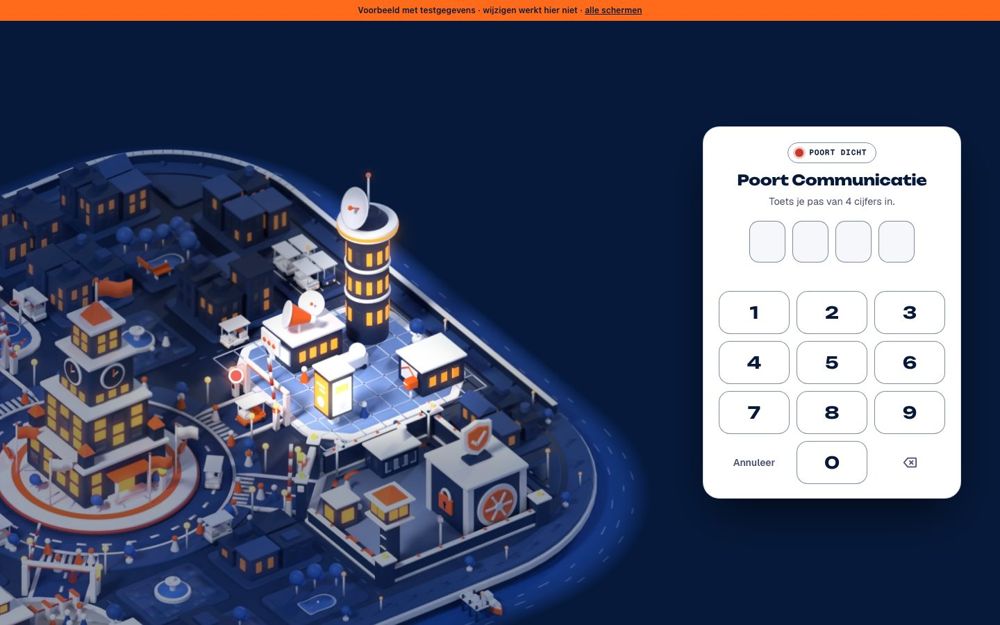 Voorbeeld met testgegevens · wijzigen werkt hier niet · alle schermen
POORT DICHT
Poort Communicatie
Toets je pas van 4 cijfers in.
1 2 3
4 5 6
7 8 9
Annuleer 0